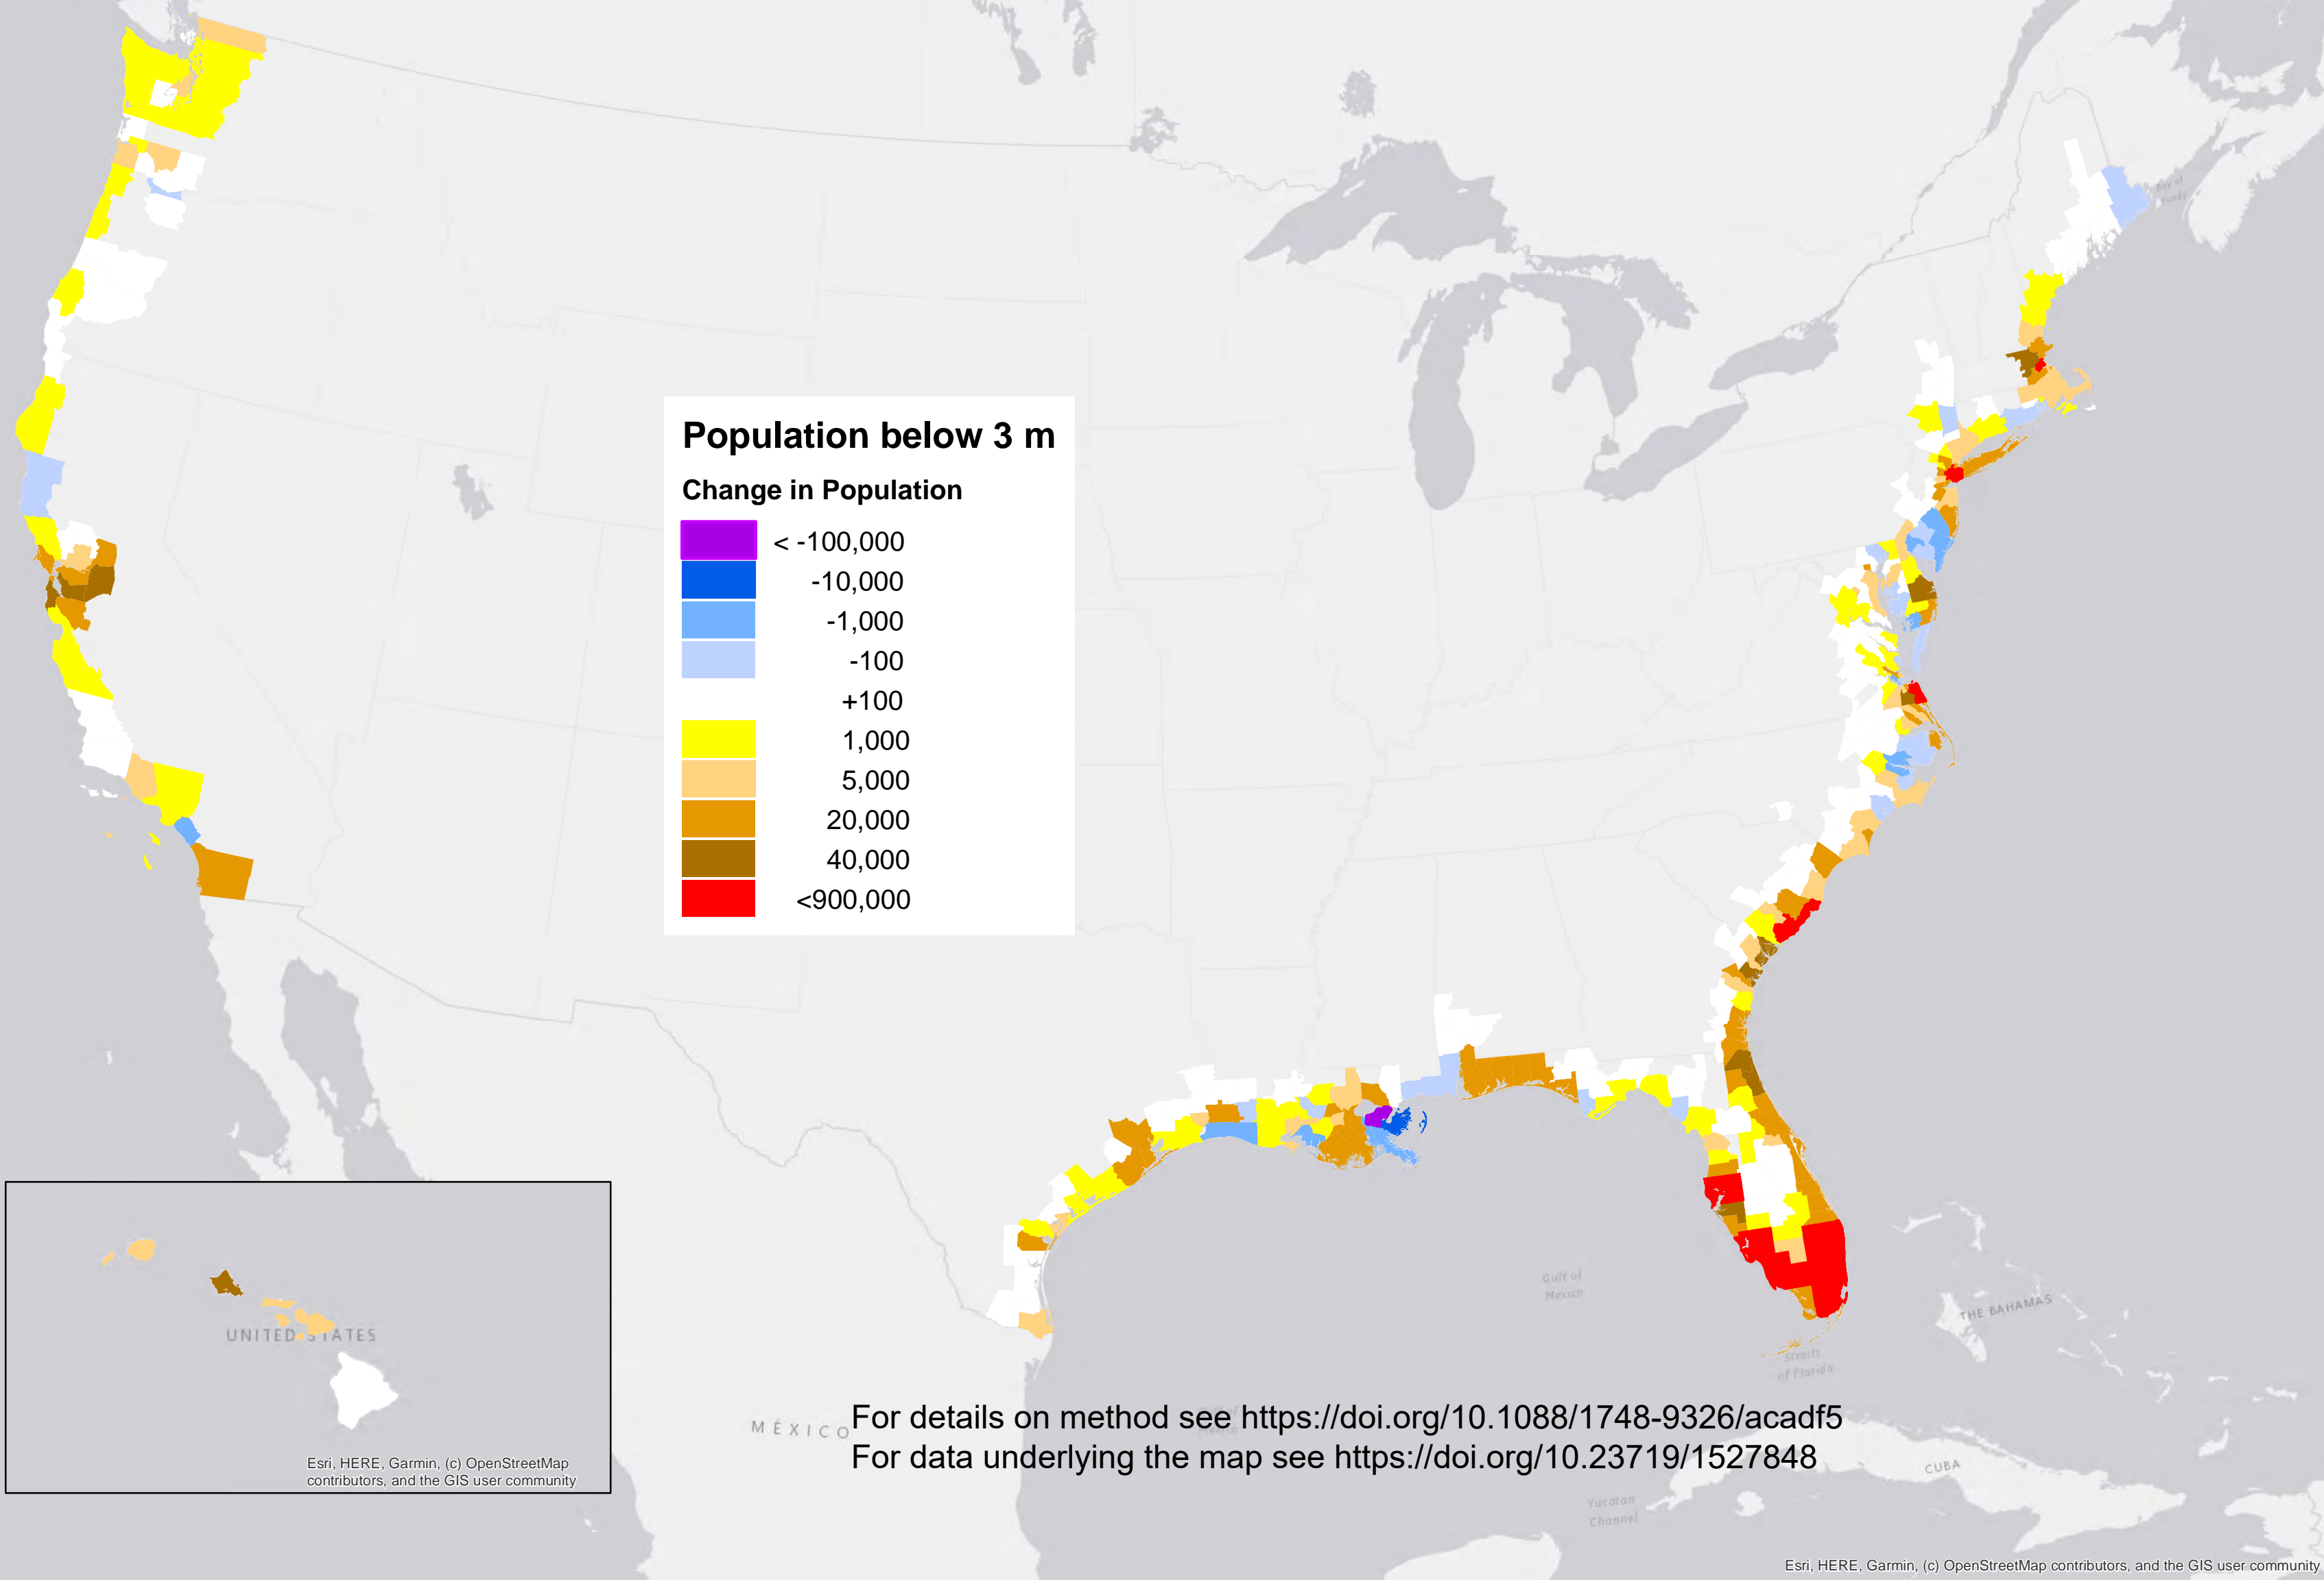 Bay of
Fundy
Population below 3 m
Change in Population
< -100,000
-10,000
-1,000
-100
+100
1,000
5,000
20,000
40,000
<900,000
Gulf of
Mexico
THE BAHAMAS
UNITED STATES
Straits
of Florida
MÉXICO
For details on method see https://doi.org/10.1088/1748-9326/acadf5
For data underlying the map see https://doi.org/10.23719/1527848
CUBA
Esri, HERE, Garmin, (c) OpenStreetMap
contributors, and the GIS user community
Yucatan
Channel
Esri, HERE, Garmin, (c) OpenStreetMap contributors, and the GIS user community